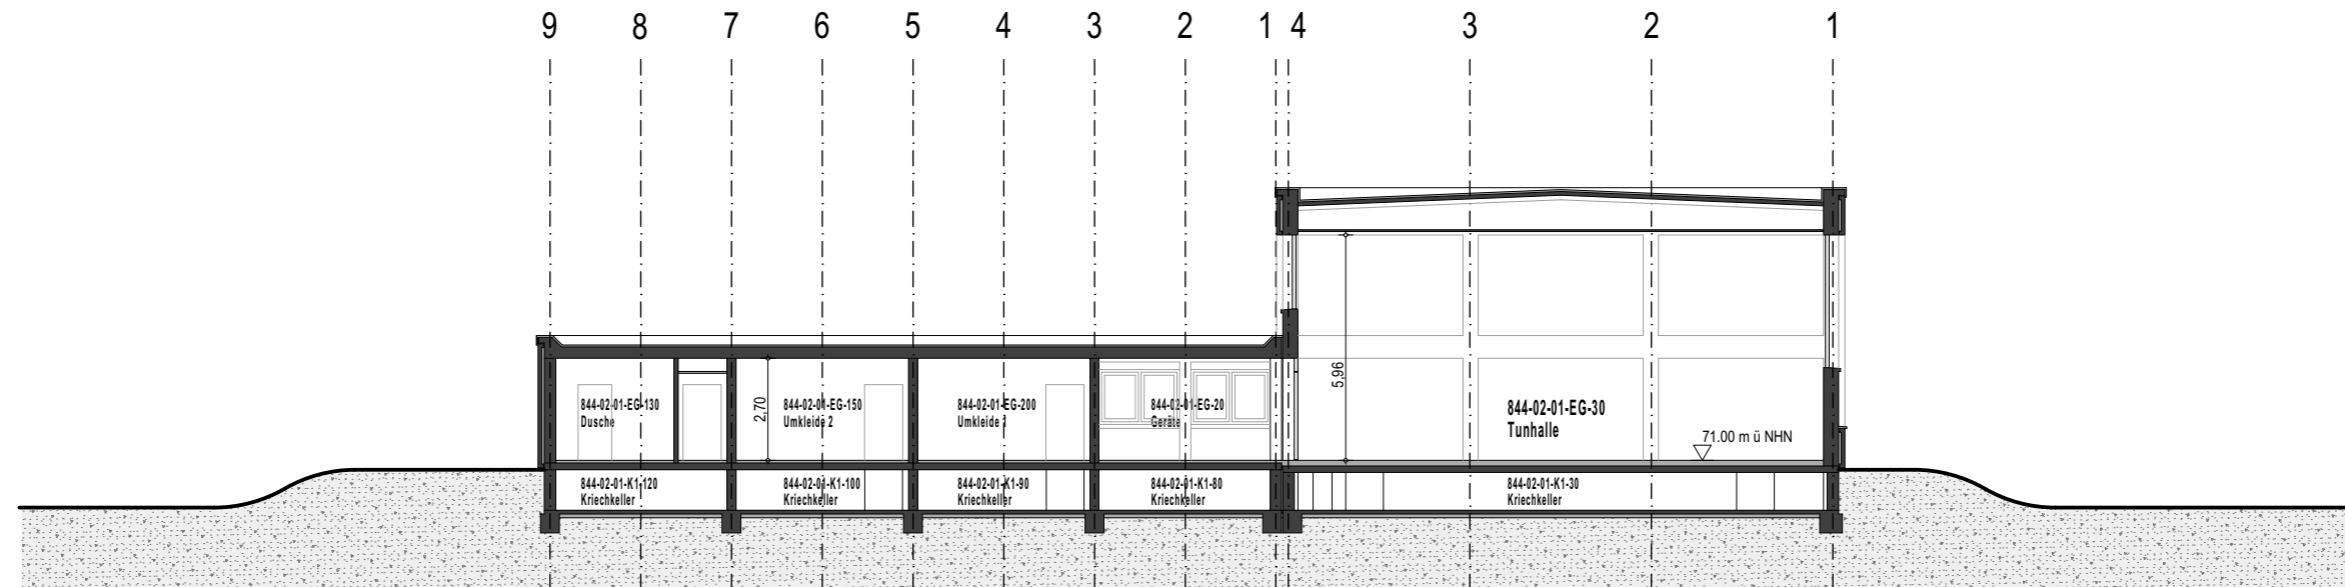 9 8 7 6 5 4 3 2 1 4 3 2 1
5,96
2,70
844-02-01-EG-130
Dusche
844-02-01-EG-150
Umkleide 2
844-02-01-EG-200
Umkleide 1
844-02-01-EG-20
Geräte
844-02-01-EG-30
Tunhalle
71.00 m ü NHN
844-02-01-K1-120
Kriechkeller
844-02-01-K1-100
Kriechkeller
844-02-01-K1-90
Kriechkeller
844-02-01-K1-80
Kriechkeller
844-02-01-K1-30
Kriechkeller